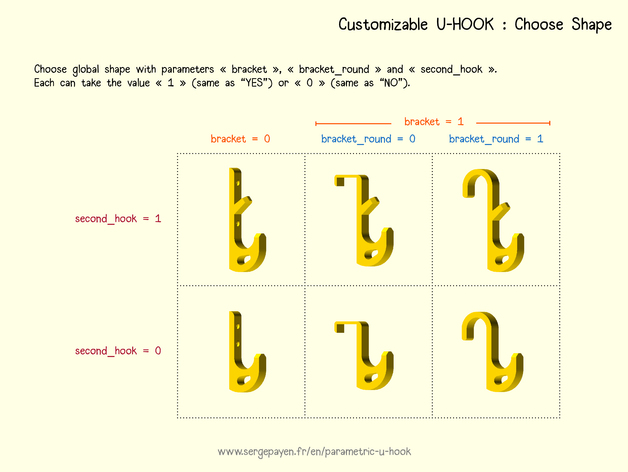 Customizable U-HOOK : Choose Shape
Choose global shape with parameters « bracket », « bracket_round » and « second_hook ».
Each can take the value « 1 » (same as “YES”) or « 0 » (same as “NO”).
bracket = 1
bracket = 0 bracket_round = 0 bracket_round = 1
second_hook = 1
second_hook = 0
www.sergepayen.fr/en/parametric-u-hook